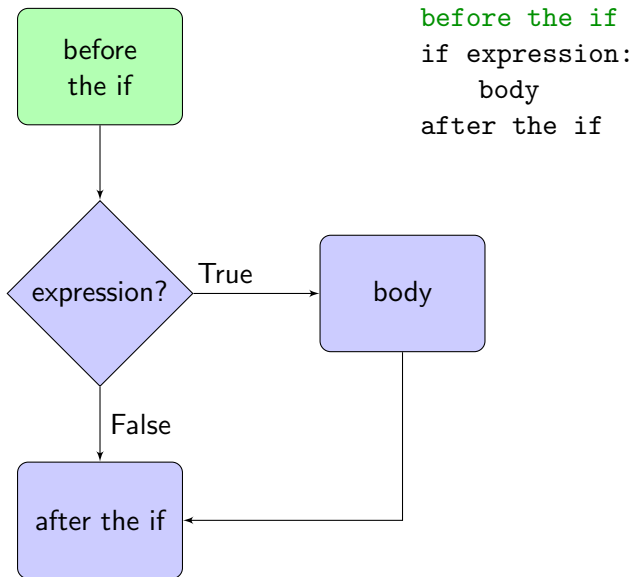 before
the if
before the if
if expression:
    body
after the if
expression?
True
body
False
after the if